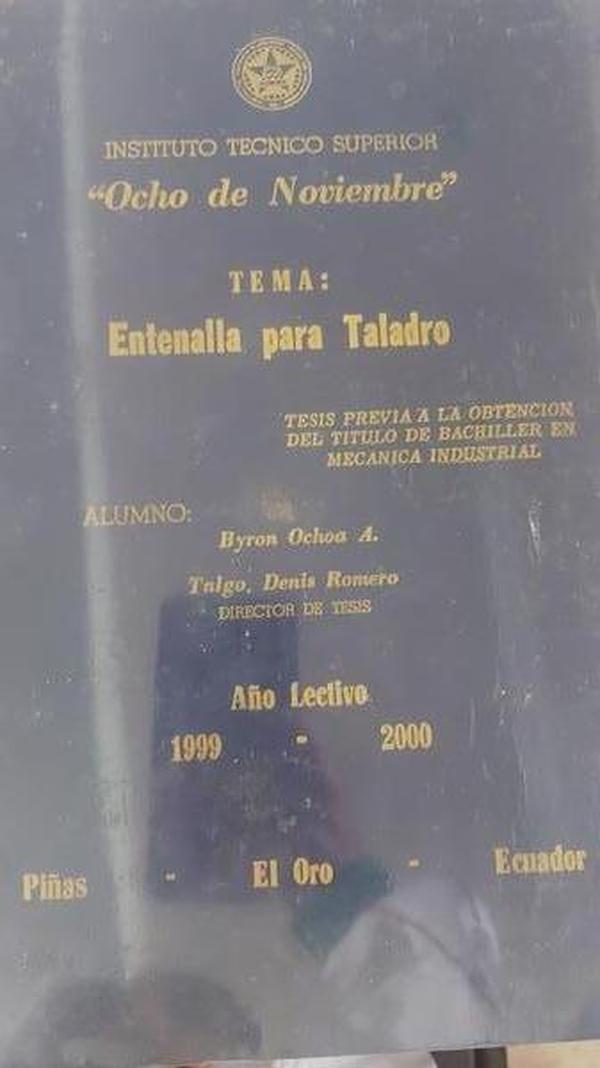 INSTITUTO TECNICO SUPERIOR
“Ocho de Noviembre”
TEMA:
Entenalla para Taladro
TESIS PREVIA A LA OBTENCION
DEL TITULO DE BACHILLER EN
MECANICA INDUSTRIAL
ALUMNO:
Byron Ochoa A.
Tnlgo. Denis Romero
DIRECTOR DE TESIS
Año Lectivo
1999 - 2000
Piñas - El Oro - Ecuador